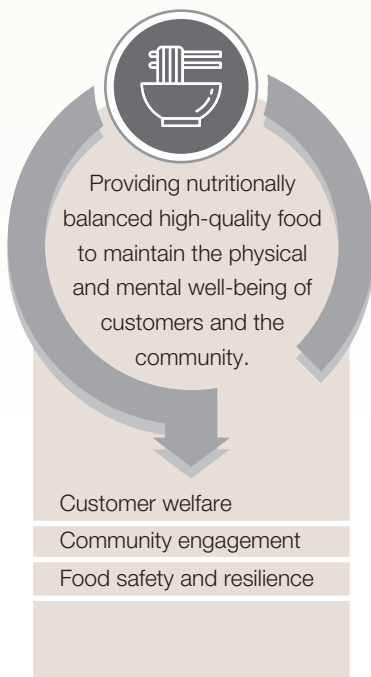 Providing nutritionally
balanced high-quality food
to maintain the physical
and mental well-being of
customers and the
community.
Customer welfare
Community engagement
Food safety and resilience